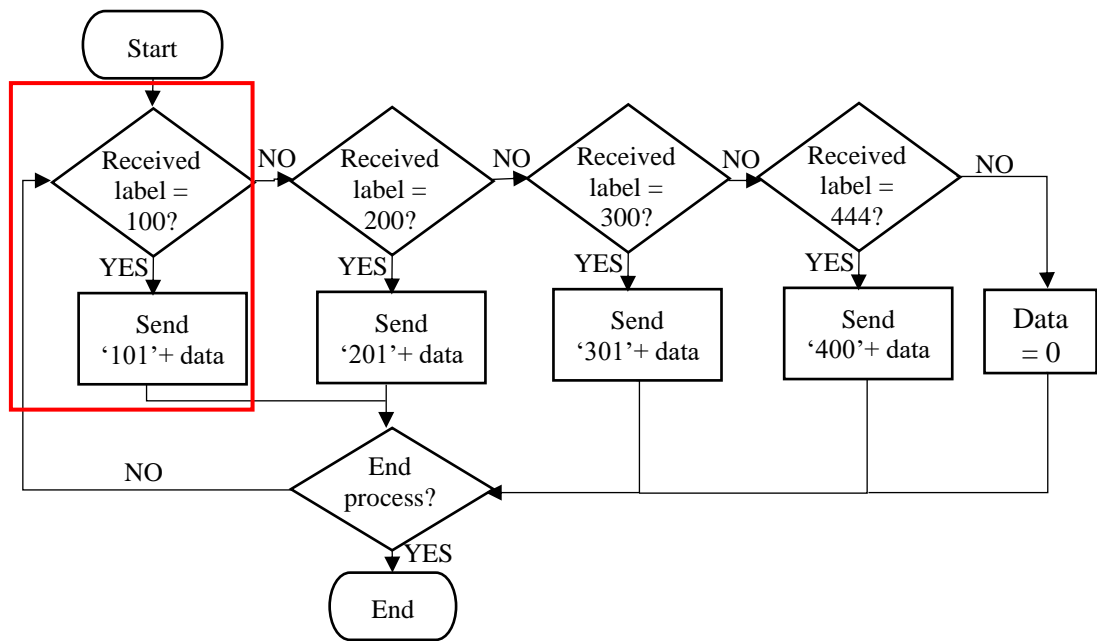 Start
Received
label =
100?
NO
Received
label =
200?
NO
Received
label =
300?
NO
Received
label =
444?
NO
YES
YES
YES
YES
Send
‘101’+ data
Send
‘201’+ data
Send
‘301’+ data
Send
‘400’+ data
Data
= 0
NO
End
process?
YES
End